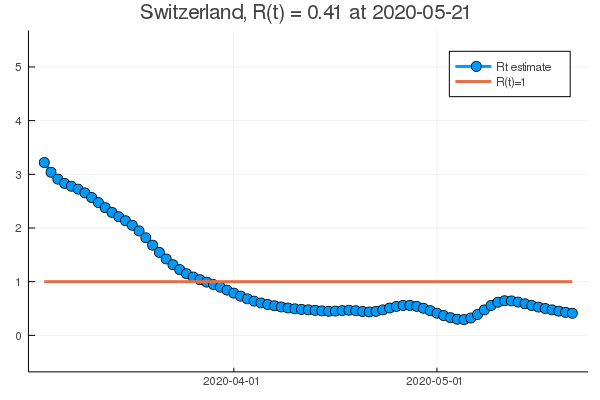 Switzerland, R(t) = 0.41 at 2020-05-21
5
4
3
2
1
0
Rt estimate
R(t)=1
2020-04-01
2020-05-01